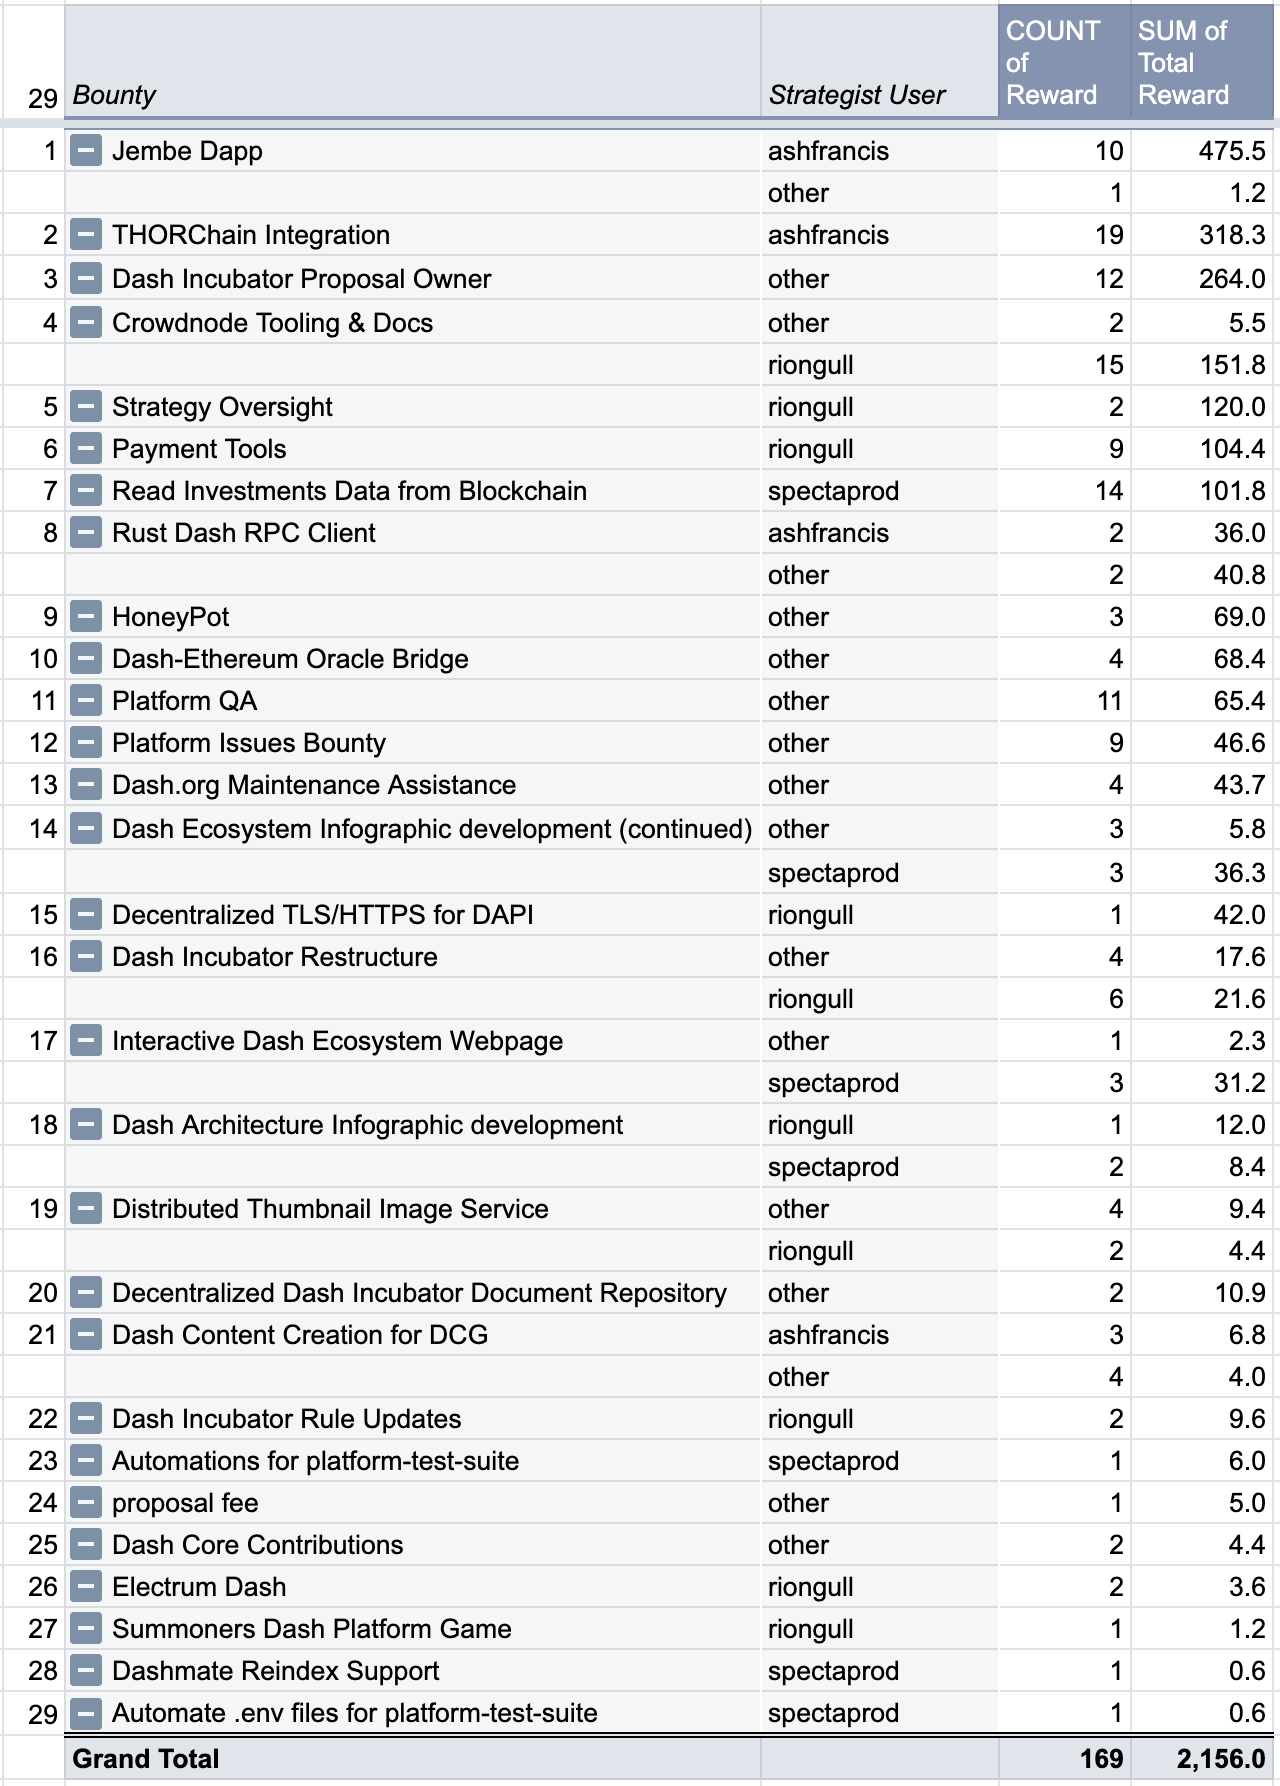 29 Bounty Strategist User COUNT of Reward SUM of Total Reward
1 Jembe Dapp ashfrancis 10 475.5
other 1 1.2
2 THORChain Integration ashfrancis 19 318.3
3 Dash Incubator Proposal Owner other 12 264.0
4 Crowdnode Tooling & Docs other 2 5.5
riongull 15 151.8
5 Strategy Oversight riongull 2 120.0
6 Payment Tools riongull 9 104.4
7 Read Investments Data from Blockchain spectaprod 14 101.8
8 Rust Dash RPC Client ashfrancis 2 36.0
other 2 40.8
9 HoneyPot other 3 69.0
10 Dash-Ethereum Oracle Bridge other 4 68.4
11 Platform QA other 11 65.4
12 Platform Issues Bounty other 9 46.6
13 Dash.org Maintenance Assistance other 4 43.7
14 Dash Ecosystem Infographic development (continued) other 3 5.8
spectaprod 3 36.3
15 Decentralized TLS/HTTPS for DAPI riongull 1 42.0
16 Dash Incubator Restructure other 4 17.6
riongull 6 21.6
17 Interactive Dash Ecosystem Webpage other 1 2.3
spectaprod 3 31.2
18 Dash Architecture Infographic development riongull 1 12.0
spectaprod 2 8.4
19 Distributed Thumbnail Image Service other 4 9.4
riongull 2 4.4
20 Decentralized Dash Incubator Document Repository other 2 10.9
21 Dash Content Creation for DCG ashfrancis 3 6.8
other 4 4.0
22 Dash Incubator Rule Updates riongull 2 9.6
23 Automations for platform-test-suite spectaprod 1 6.0
24 proposal fee other 1 5.0
25 Dash Core Contributions other 2 4.4
26 Electrum Dash riongull 2 3.6
27 Summoners Dash Platform Game riongull 1 1.2
28 Dashmate Reindex Support spectaprod 1 0.6
29 Automate .env files for platform-test-suite spectaprod 1 0.6
Grand Total 169 2,156.0